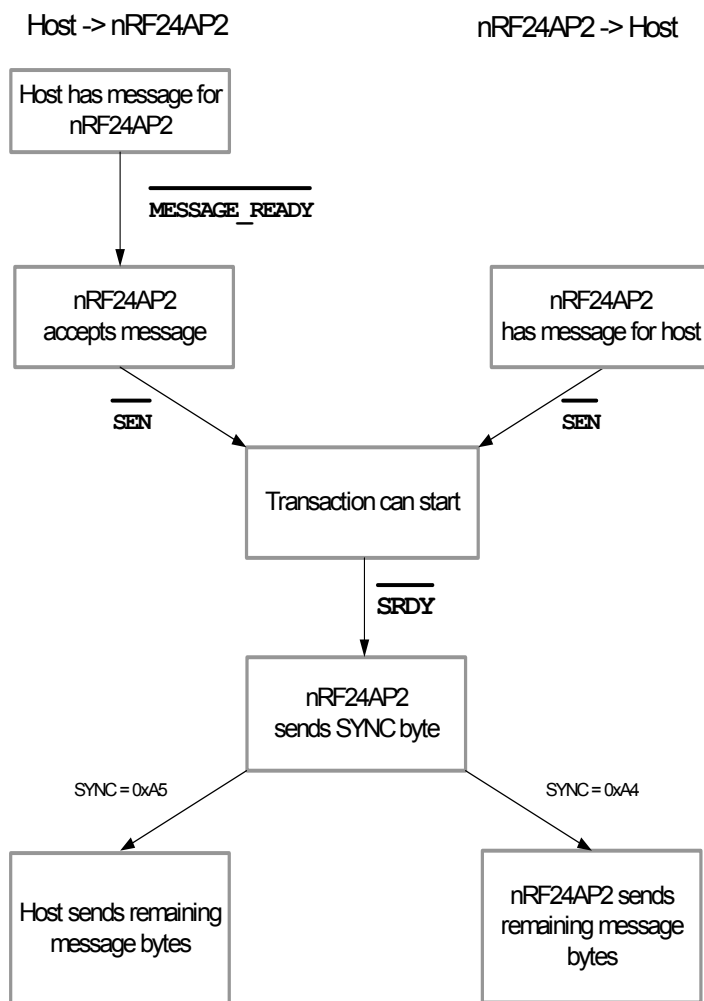 Host -> nRF24AP2
nRF24AP2 -> Host
Host has message for
nRF24AP2
MESSAGE_READY
nRF24AP2
accepts message
nRF24AP2
has message for host
SEN
SEN
Transaction can start
SRDY
nRF24AP2
sends SYNC byte
SYNC = 0xA5
SYNC = 0xA4
Host sends remaining
message bytes
nRF24AP2 sends
remaining message
bytes